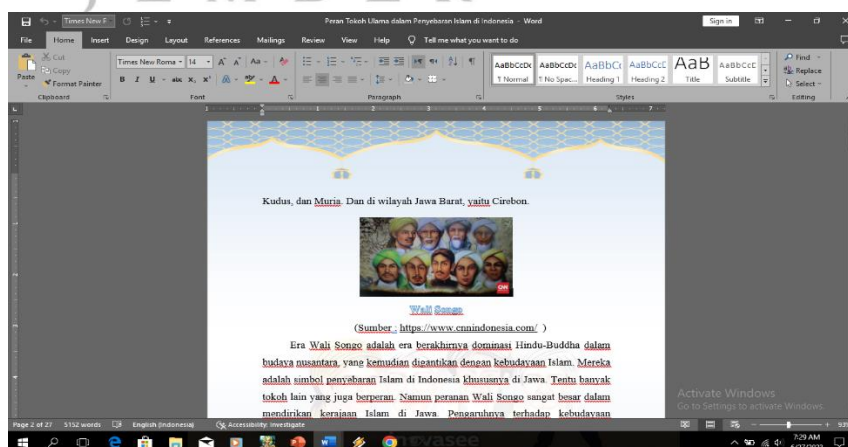 J E M B E R
Times New R
Peran Tokoh Ulama dalam Penyebaran Islam di Indonesia - Word
Sign in
File Home Insert Design Layout References Mailings Review View Help Tell me what you want to do
Paste
Cut
Copy
Format Painter
Clipboard
Times New Roma 14
Font
Paragraph
AaBbCcDc AaBbCcDc AaBbCc AaBbCcC AaB AaBbCcC
¶ Normal ¶ No Spac... Heading 1 Heading 2 Title Subtitle
Styles
Find
Replace
Select
Editing
Kudus, dan Muria. Dan di wilayah Jawa Barat, yaitu Cirebon.
CNN
Wali Songo
(Sumber : https://www.cnnindonesia.com/ )
Era Wali Songo adalah era berakhirnya dominasi Hindu-Buddha dalam
budaya nusantara, yang kemudian digantikan dengan kebudayaan Islam. Mereka
adalah simbol penyebaran Islam di Indonesia khususnya di Jawa. Tentu banyak
tokoh lain yang juga berperan. Namun peranan Wali Songo sangat besar dalam
mendirikan kerajaan Islam di Jawa. Pengaruhnya terhadap kebudayaan
Activate Windows
Go to Settings to activate Windows.
Page 2 of 27 5152 words English (Indonesia) Accessibility: Investigate
7:29 AM